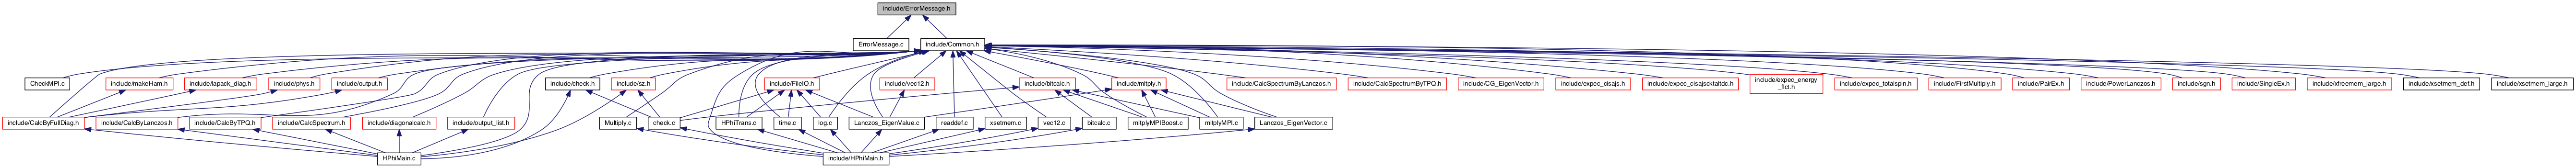 include/ErrorMessage.h
ErrorMessage.c
include/Common.h
CheckMPI.c
include/makeHam.h
include/lapack_diag.h
include/phys.h
include/output.h
include/check.h
include/sz.h
include/FileIO.h
include/vec12.h
include/bitcalc.h
include/mltply.h
include/CalcSpectrumByLanczos.h
include/CalcSpectrumByTPQ.h
include/CG_EigenVector.h
include/expec_cisajs.h
include/expec_cisajscktaltdc.h
include/expec_energy
_flct.h
include/expec_totalspin.h
include/FirstMultiply.h
include/PairEx.h
include/PowerLanczos.h
include/sgn.h
include/SingleEx.h
include/xfreemem_large.h
include/xsetmem_def.h
include/xsetmem_large.h
include/CalcByFullDiag.h
include/CalcByLanczos.h
include/CalcByTPQ.h
include/CalcSpectrum.h
include/diagonalcalc.h
include/output_list.h
Multiply.c
check.c
HPhiTrans.c
time.c
log.c
Lanczos_EigenValue.c
readdef.c
xsetmem.c
vec12.c
bitcalc.c
mltplyMPIBoost.c
mltplyMPI.c
Lanczos_EigenVector.c
HPhiMain.c
include/HPhiMain.h